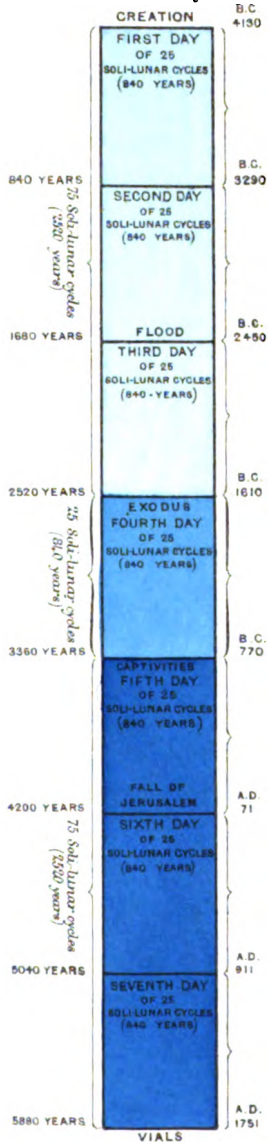 CREATION
B.C
4130
FIRST DAY
OF 25
SOLI-LUNAR CYCLES
(840 YEARS)
840 YEARS
B.C.
3290
SECOND DAY
OF 25
SOLI-LUNAR CYCLES
(840 YEARS)
75 Soli-lunar cycles
(2520 years)
FLOOD
1680 YEARS
B.C.
2450
THIRD DAY
OF 25
SOLI-LUNAR CYCLES
(840-YEARS)
2520 YEARS
B.C.
1610
EXODUS
FOURTH DAY
OF 25
SOLI-LUNAR CYCLES
(840 YEARS)
25 Soli-lunar cycles
(840 years)
3360 YEARS
B.C.
770
CAPTIVITIES
FIFTH DAY
OF 25
SOLI-LUNAR CYCLES
(840 YEARS)
FALL OF
JERUSALEM
4200 YEARS
A.D.
71
SIXTH DAY
OF 25
SOLI-LUNAR CYCLES
(840 YEARS)
75 Soli-lunar cycles
(2520 years)
5040 YEARS
A.D.
911
SEVENTH DAY
OF 25
SOLI-LUNAR CYCLES
(840 YEARS)
5880 YEARS
A.D.
1751
VIALS